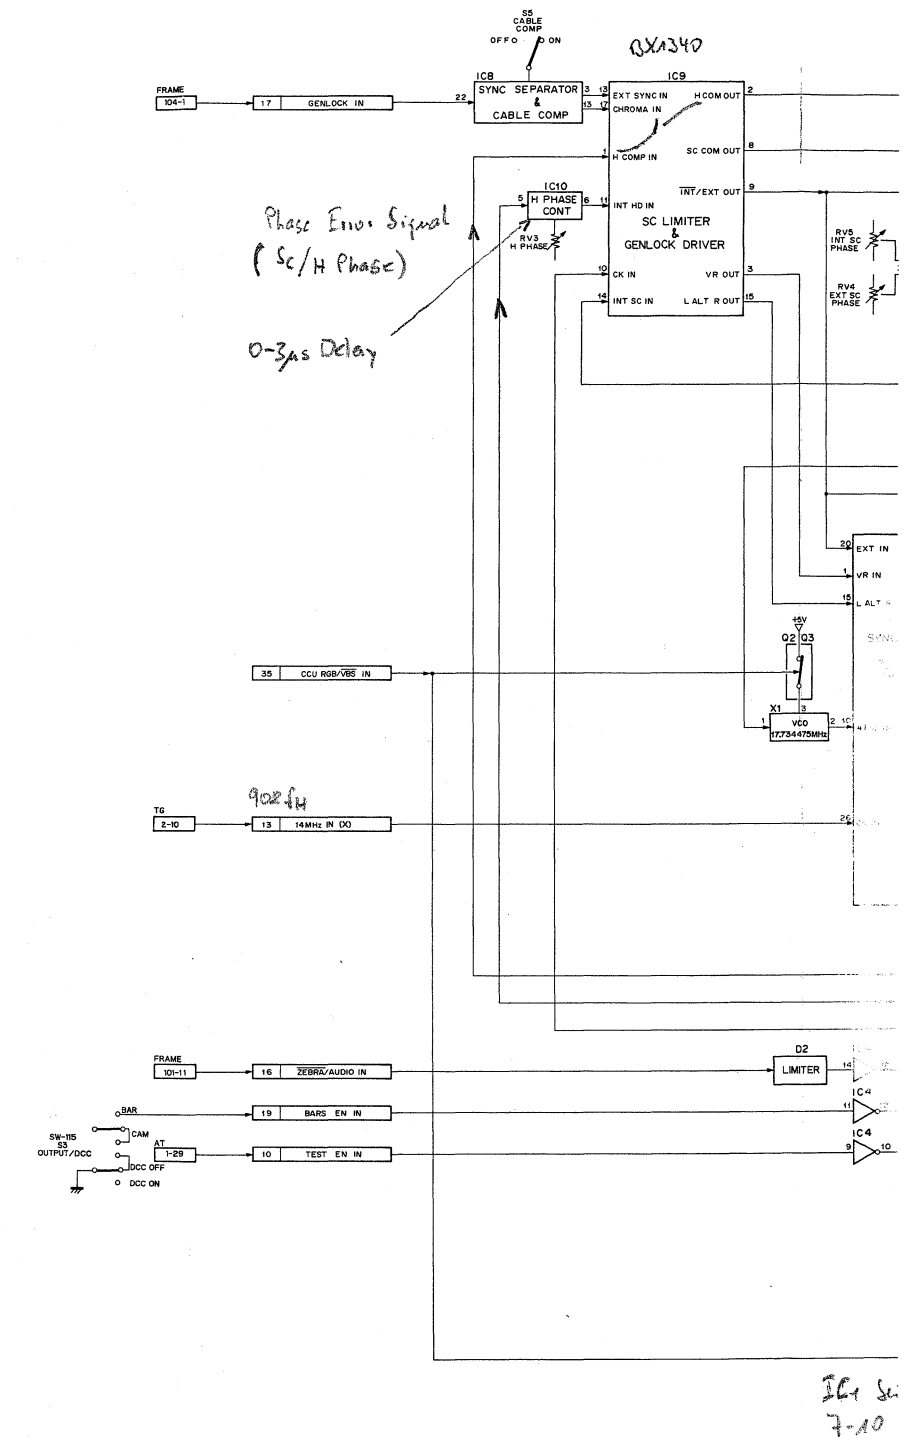 S5
CABLE
COMP
OFF ON
BX1340
FRAME
104-1
17 GENLOCK IN
22
IC8
SYNC SEPARATOR
&
CABLE COMP
3 13
13 17
IC9
EXT SYNC IN
CHROMA IN
H COM OUT 2
1 H COMP IN
SC COM OUT 8
INT/EXT OUT 9
IC10
5 H PHASE 6
CONT
11 INT HD IN
RV3
H PHASE
SC LIMITER
&
GENLOCK DRIVER
10 CK IN
VR OUT 3
14 INT SC IN
L ALT R OUT 15
RV5
INT SC
PHASE
RV4
EXT SC
PHASE
Phase Error Signal
(Sc/H Phase)
0-3µs Delay
20 EXT IN
1 VR IN
15 L ALT
+5V
Q2 Q3
35 CCU RGB/VBS IN
X1 3
1 VCO 2 10
17.734475MHz
908 fH
TG
2-10
13 14MHz IN (X)
26
FRAME
101-11
16 ZEBRA/AUDIO IN
D2
LIMITER
14
BAR
19 BARS EN IN
11 IC4
SW-115
S3
OUTPUT/DCC
CAM
AT
1-29
10 TEST EN IN
9 IC4 10
DCC OFF
DCC ON
7-10